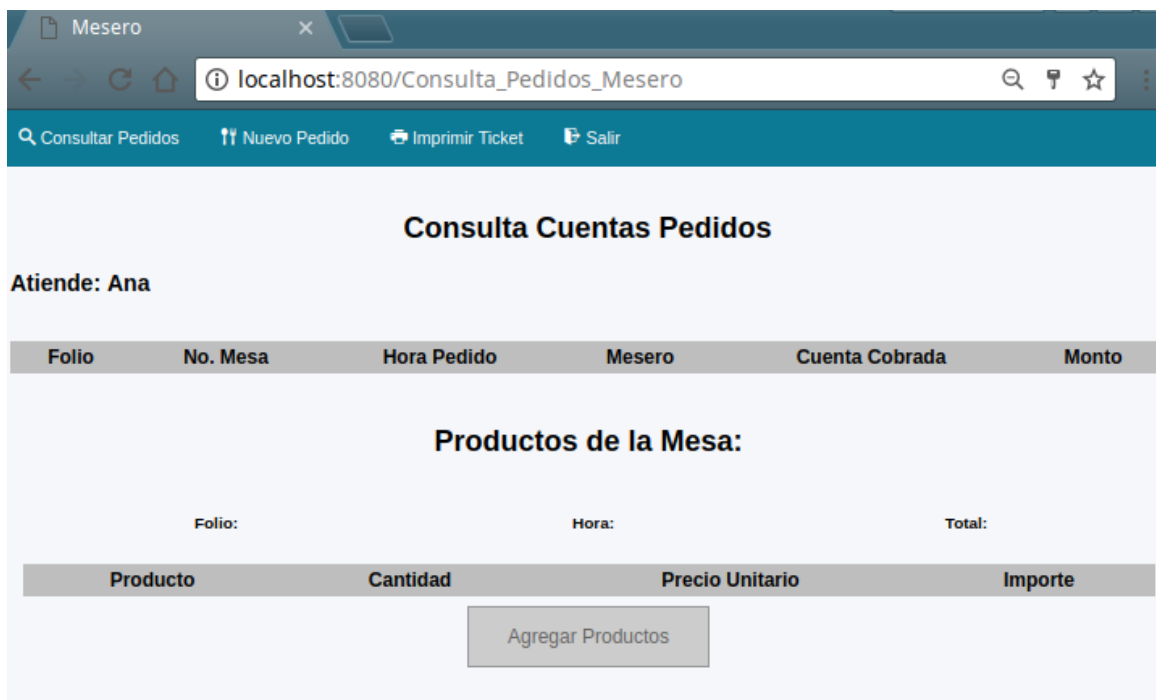 Mesero
localhost:8080/Consulta_Pedidos_Mesero
Consultar Pedidos Nuevo Pedido Imprimir Ticket Salir
Consulta Cuentas Pedidos
Atiende: Ana
Folio No. Mesa Hora Pedido Mesero Cuenta Cobrada Monto
Productos de la Mesa:
Folio: Hora: Total:
Producto Cantidad Precio Unitario Importe
Agregar Productos